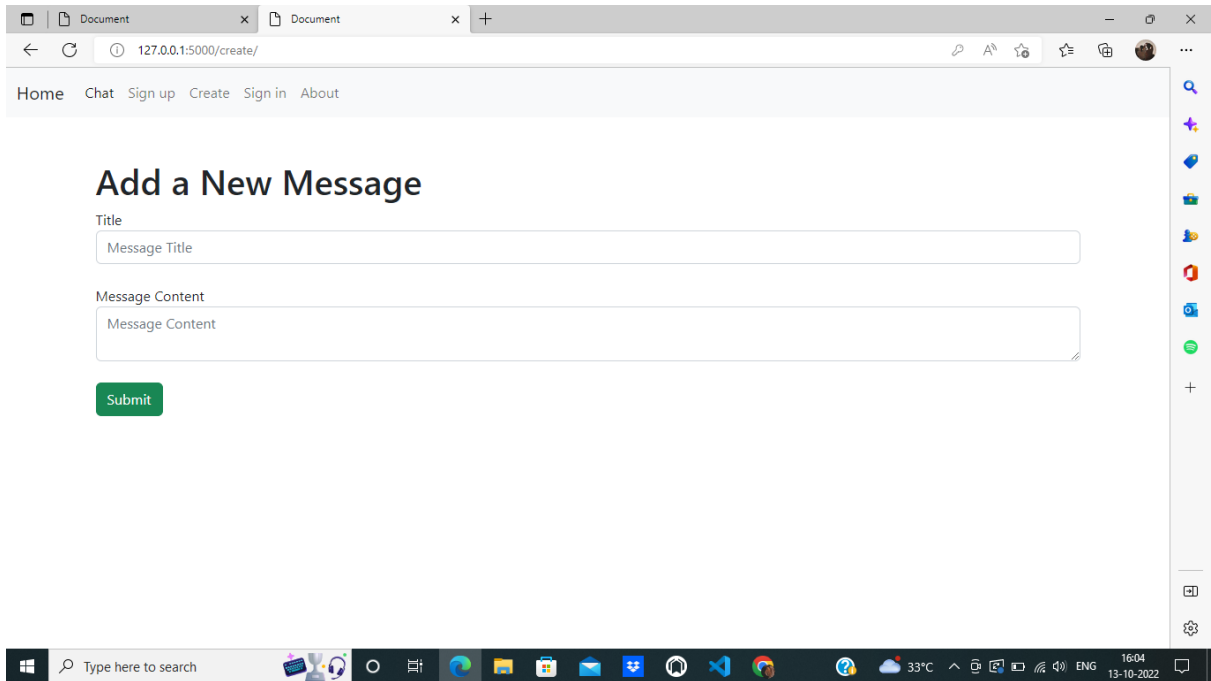 Document
Document
127.0.0.1:5000/create/
Home Chat Sign up Create Sign in About
Add a New Message
Title
Message Title
Message Content
Message Content
Submit
Type here to search
33°C
ENG
16:04
13-10-2022